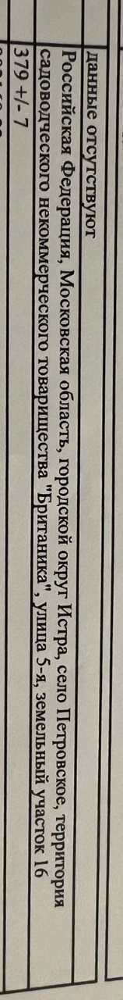 данные отсутствуют
Российская Федерация, Московская область, городской округ Истра, село Петровское, территория
садоводческого некоммерческого товарищества "Британика", улица 5-я, земельный участок 16
379 +/- 7